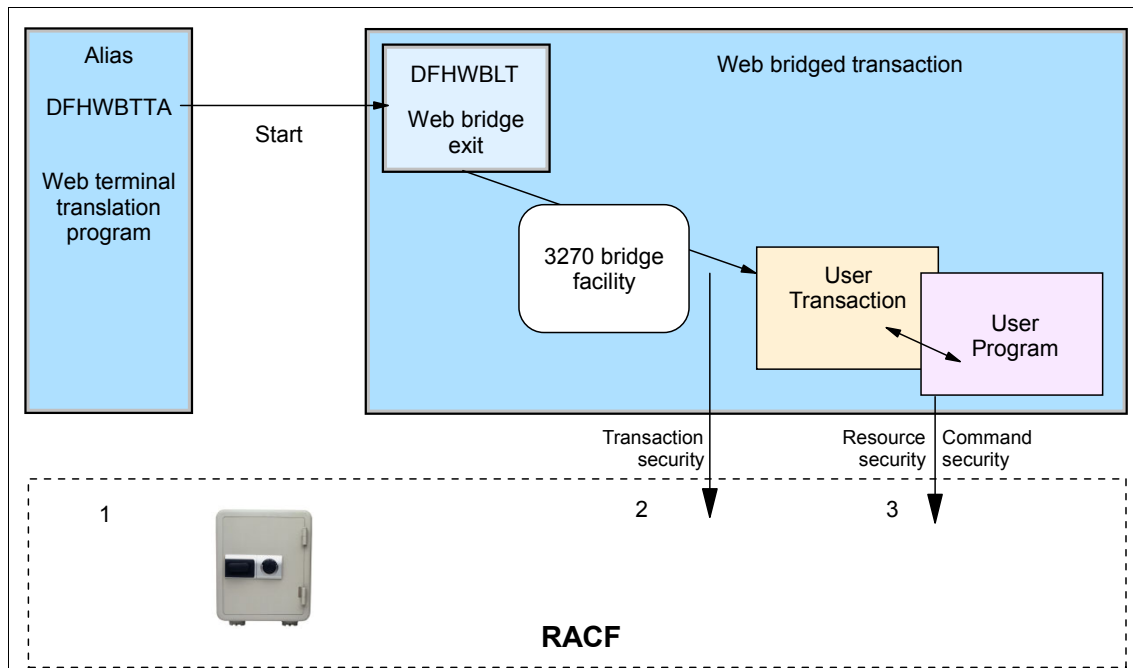 Alias
DFHWBTTA
Web terminal
translation
program
Start
DFHWBLT
Web bridge
exit
Web bridged transaction
3270 bridge
facility
User
Transaction
User
Program
Transaction
security
Resource
security
Command
security
1
2
3
RACF